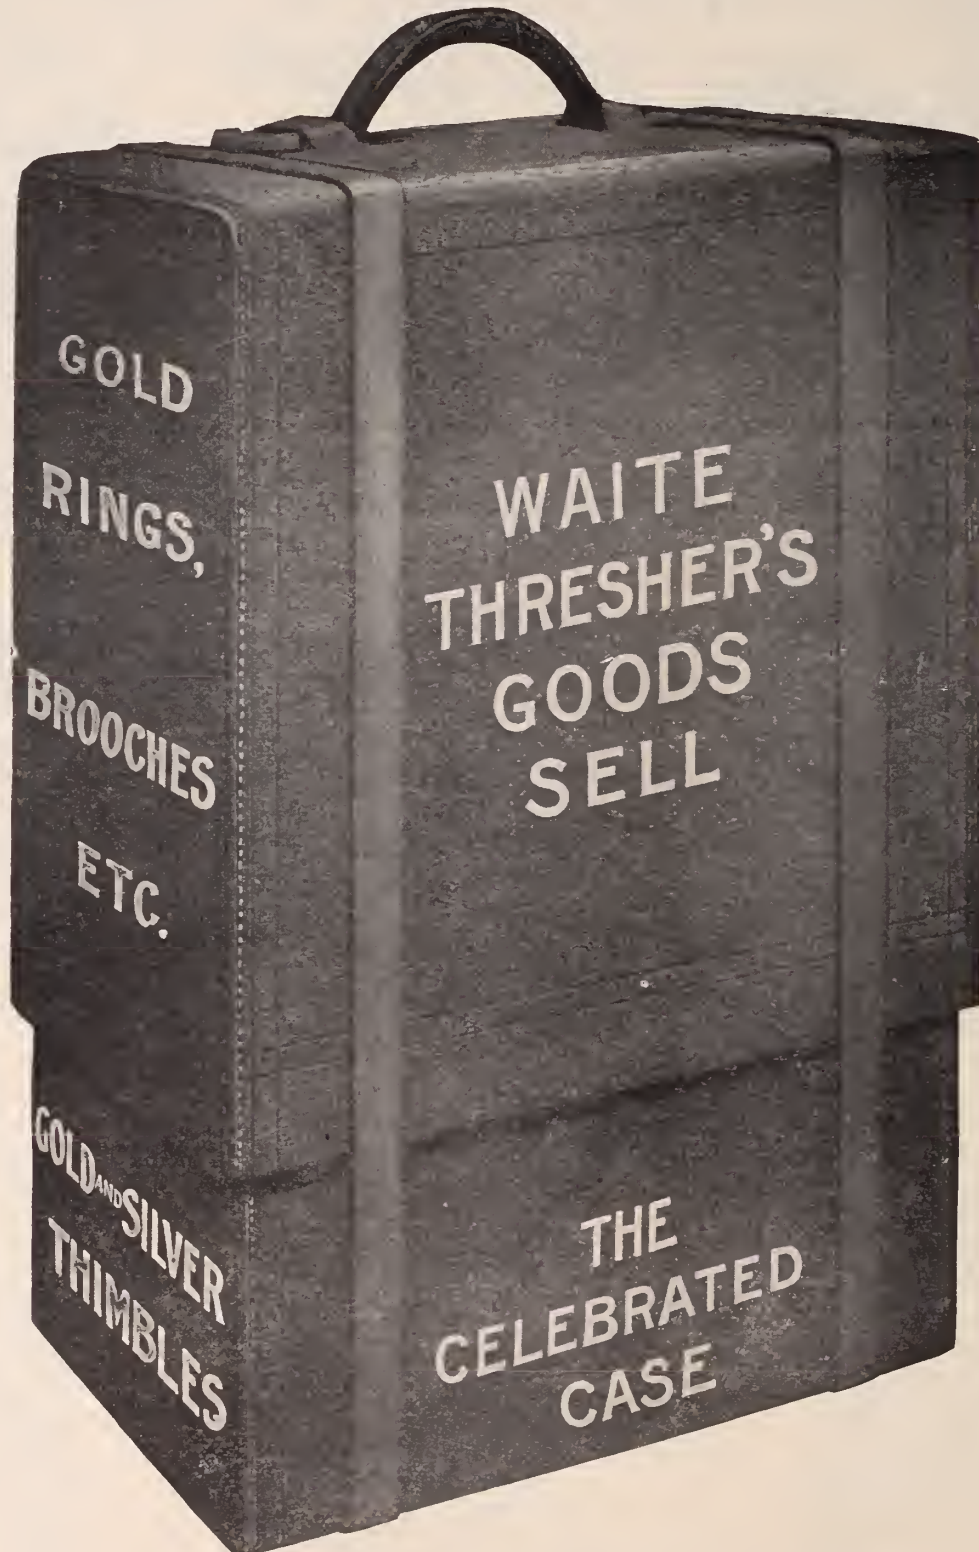 GOLD
RINGS,
BROOCHES
ETC.
GOLD AND SILVER
THIMBLES
WAITE
THRESHER'S
GOODS
SELL
THE
CELEBRATED
CASE